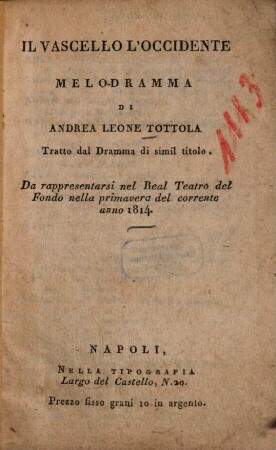 IL VASCELLO L'OCCIDENTE
MELO-DRAMMA
DI
ANDREA LEONE TOTTOLA
Tratto dal Dramma di simil titolo.
Da rappresentarsi nel Real Teatro del
Fondo nella primavera del corrente
anno 1814.
NAPOLI,
NELLA TIPOGRAFIA
Largo del Castello, N.20.
Prezzo fisso grani 10 in argento.